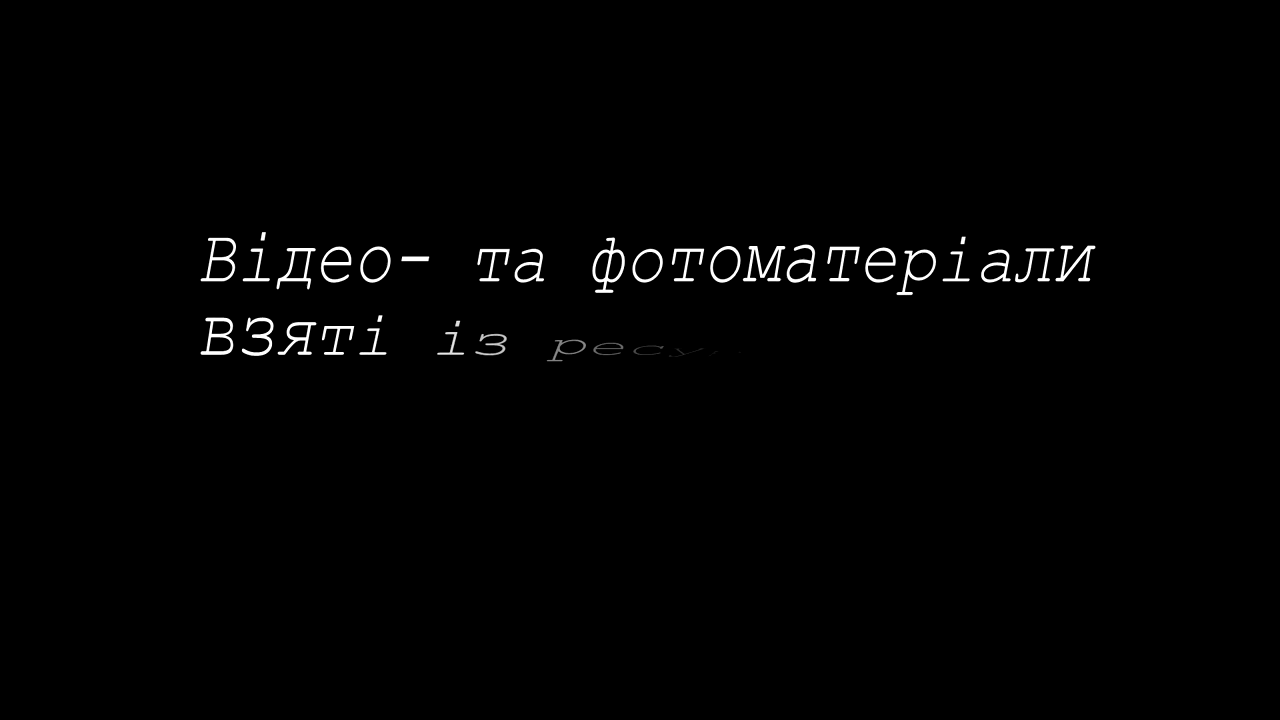 Відео- та фотоматеріали
взяті із